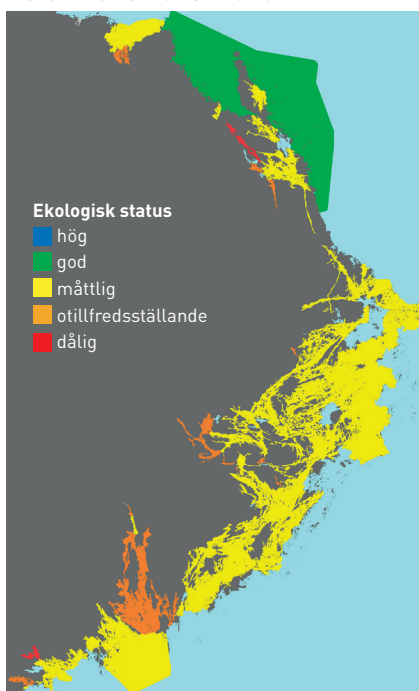 Ekologisk status
hög
god
måttlig
otillfredsställande
dålig